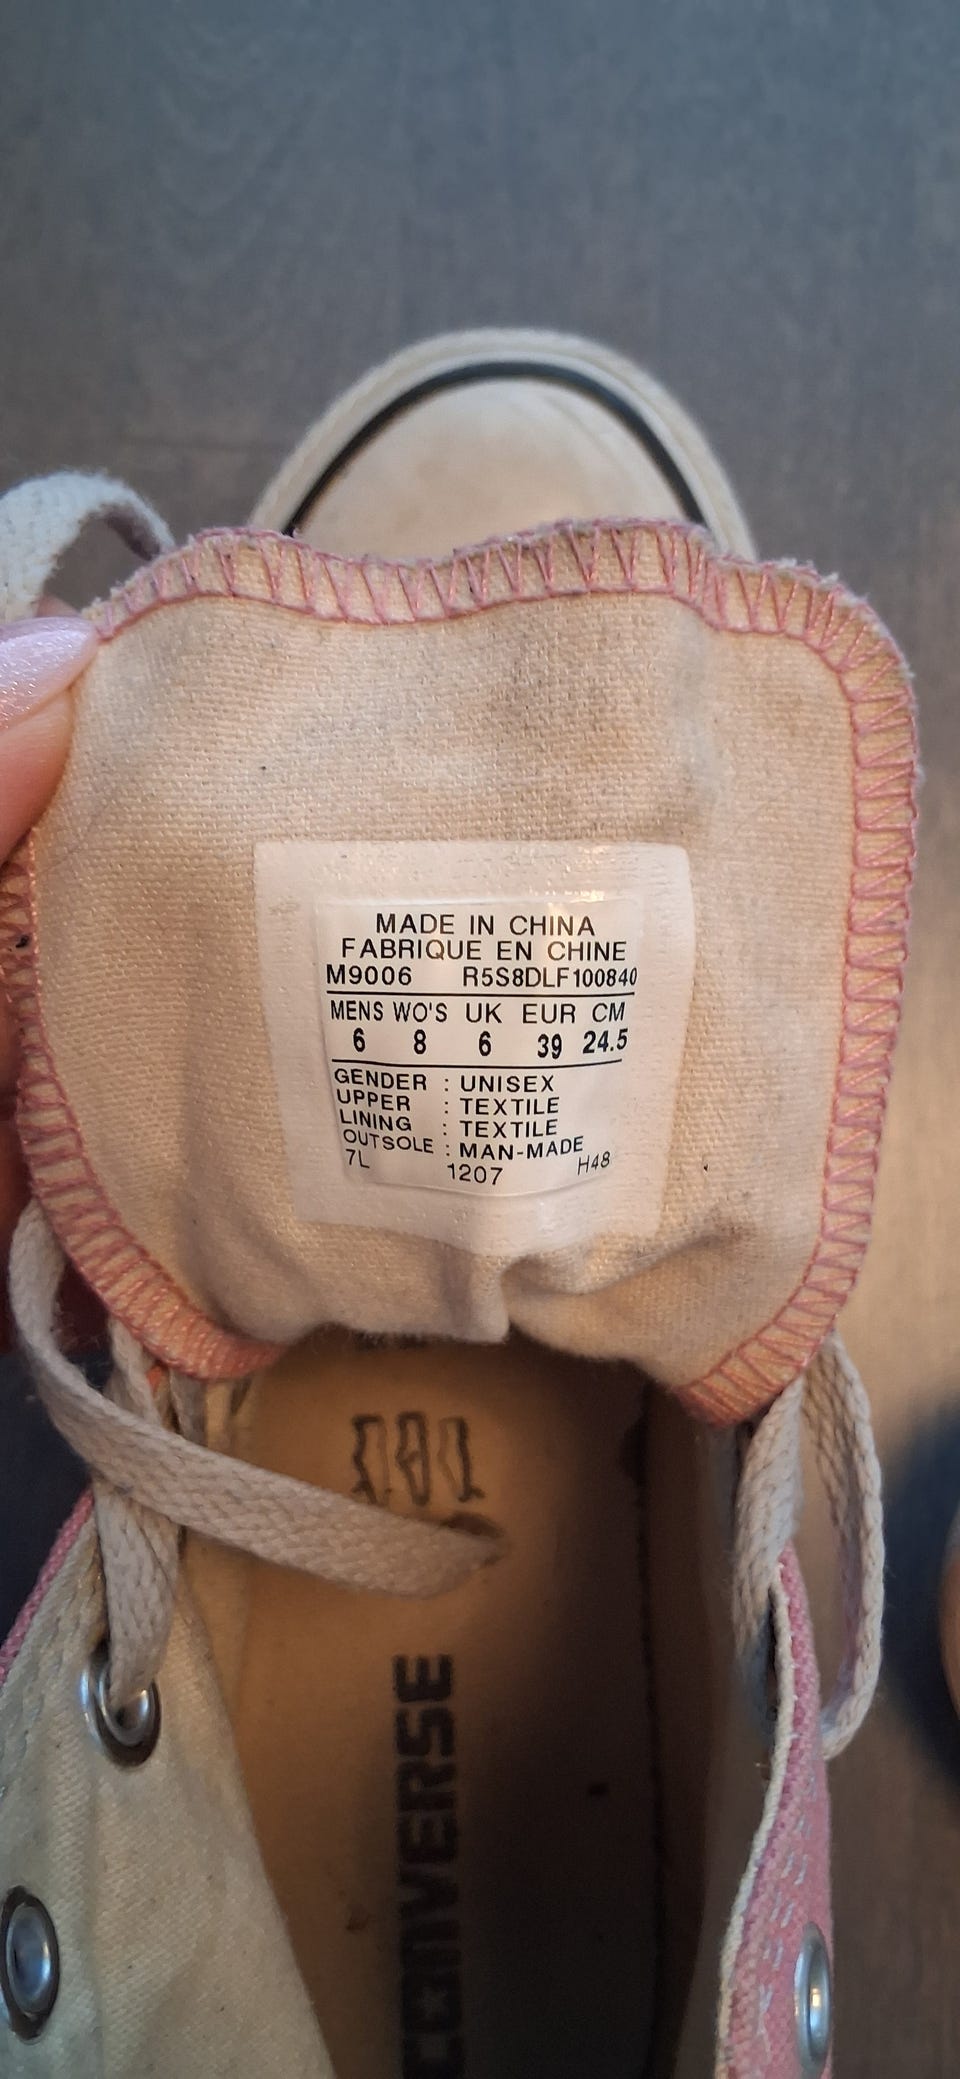 MADE IN CHINA
FABRIQUE EN CHINE
M9006 R5S8DLF100840
MENS WO'S UK EUR CM
6 8 6 39 24.5
GENDER : UNISEX
UPPER : TEXTILE
LINING : TEXTILE
OUTSOLE : MAN-MADE
7L 1207 H48
CONVERSE